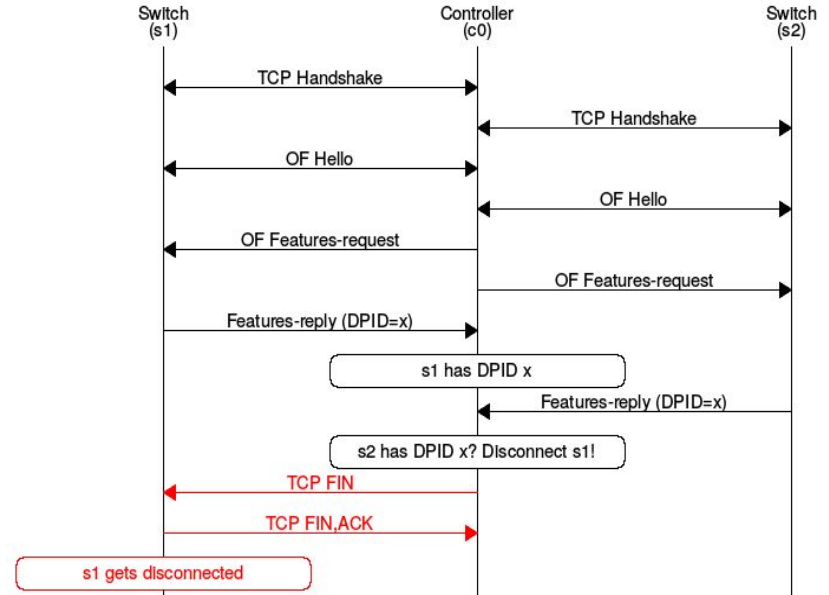 Switch
(s1)
Controller
(c0)
Switch
(s2)
TCP Handshake
TCP Handshake
OF Hello
OF Hello
OF Features-request
OF Features-request
Features-reply (DPID=x)
s1 has DPID x
Features-reply (DPID=x)
s2 has DPID x? Disconnect s1!
TCP FIN
TCP FIN,ACK
s1 gets disconnected